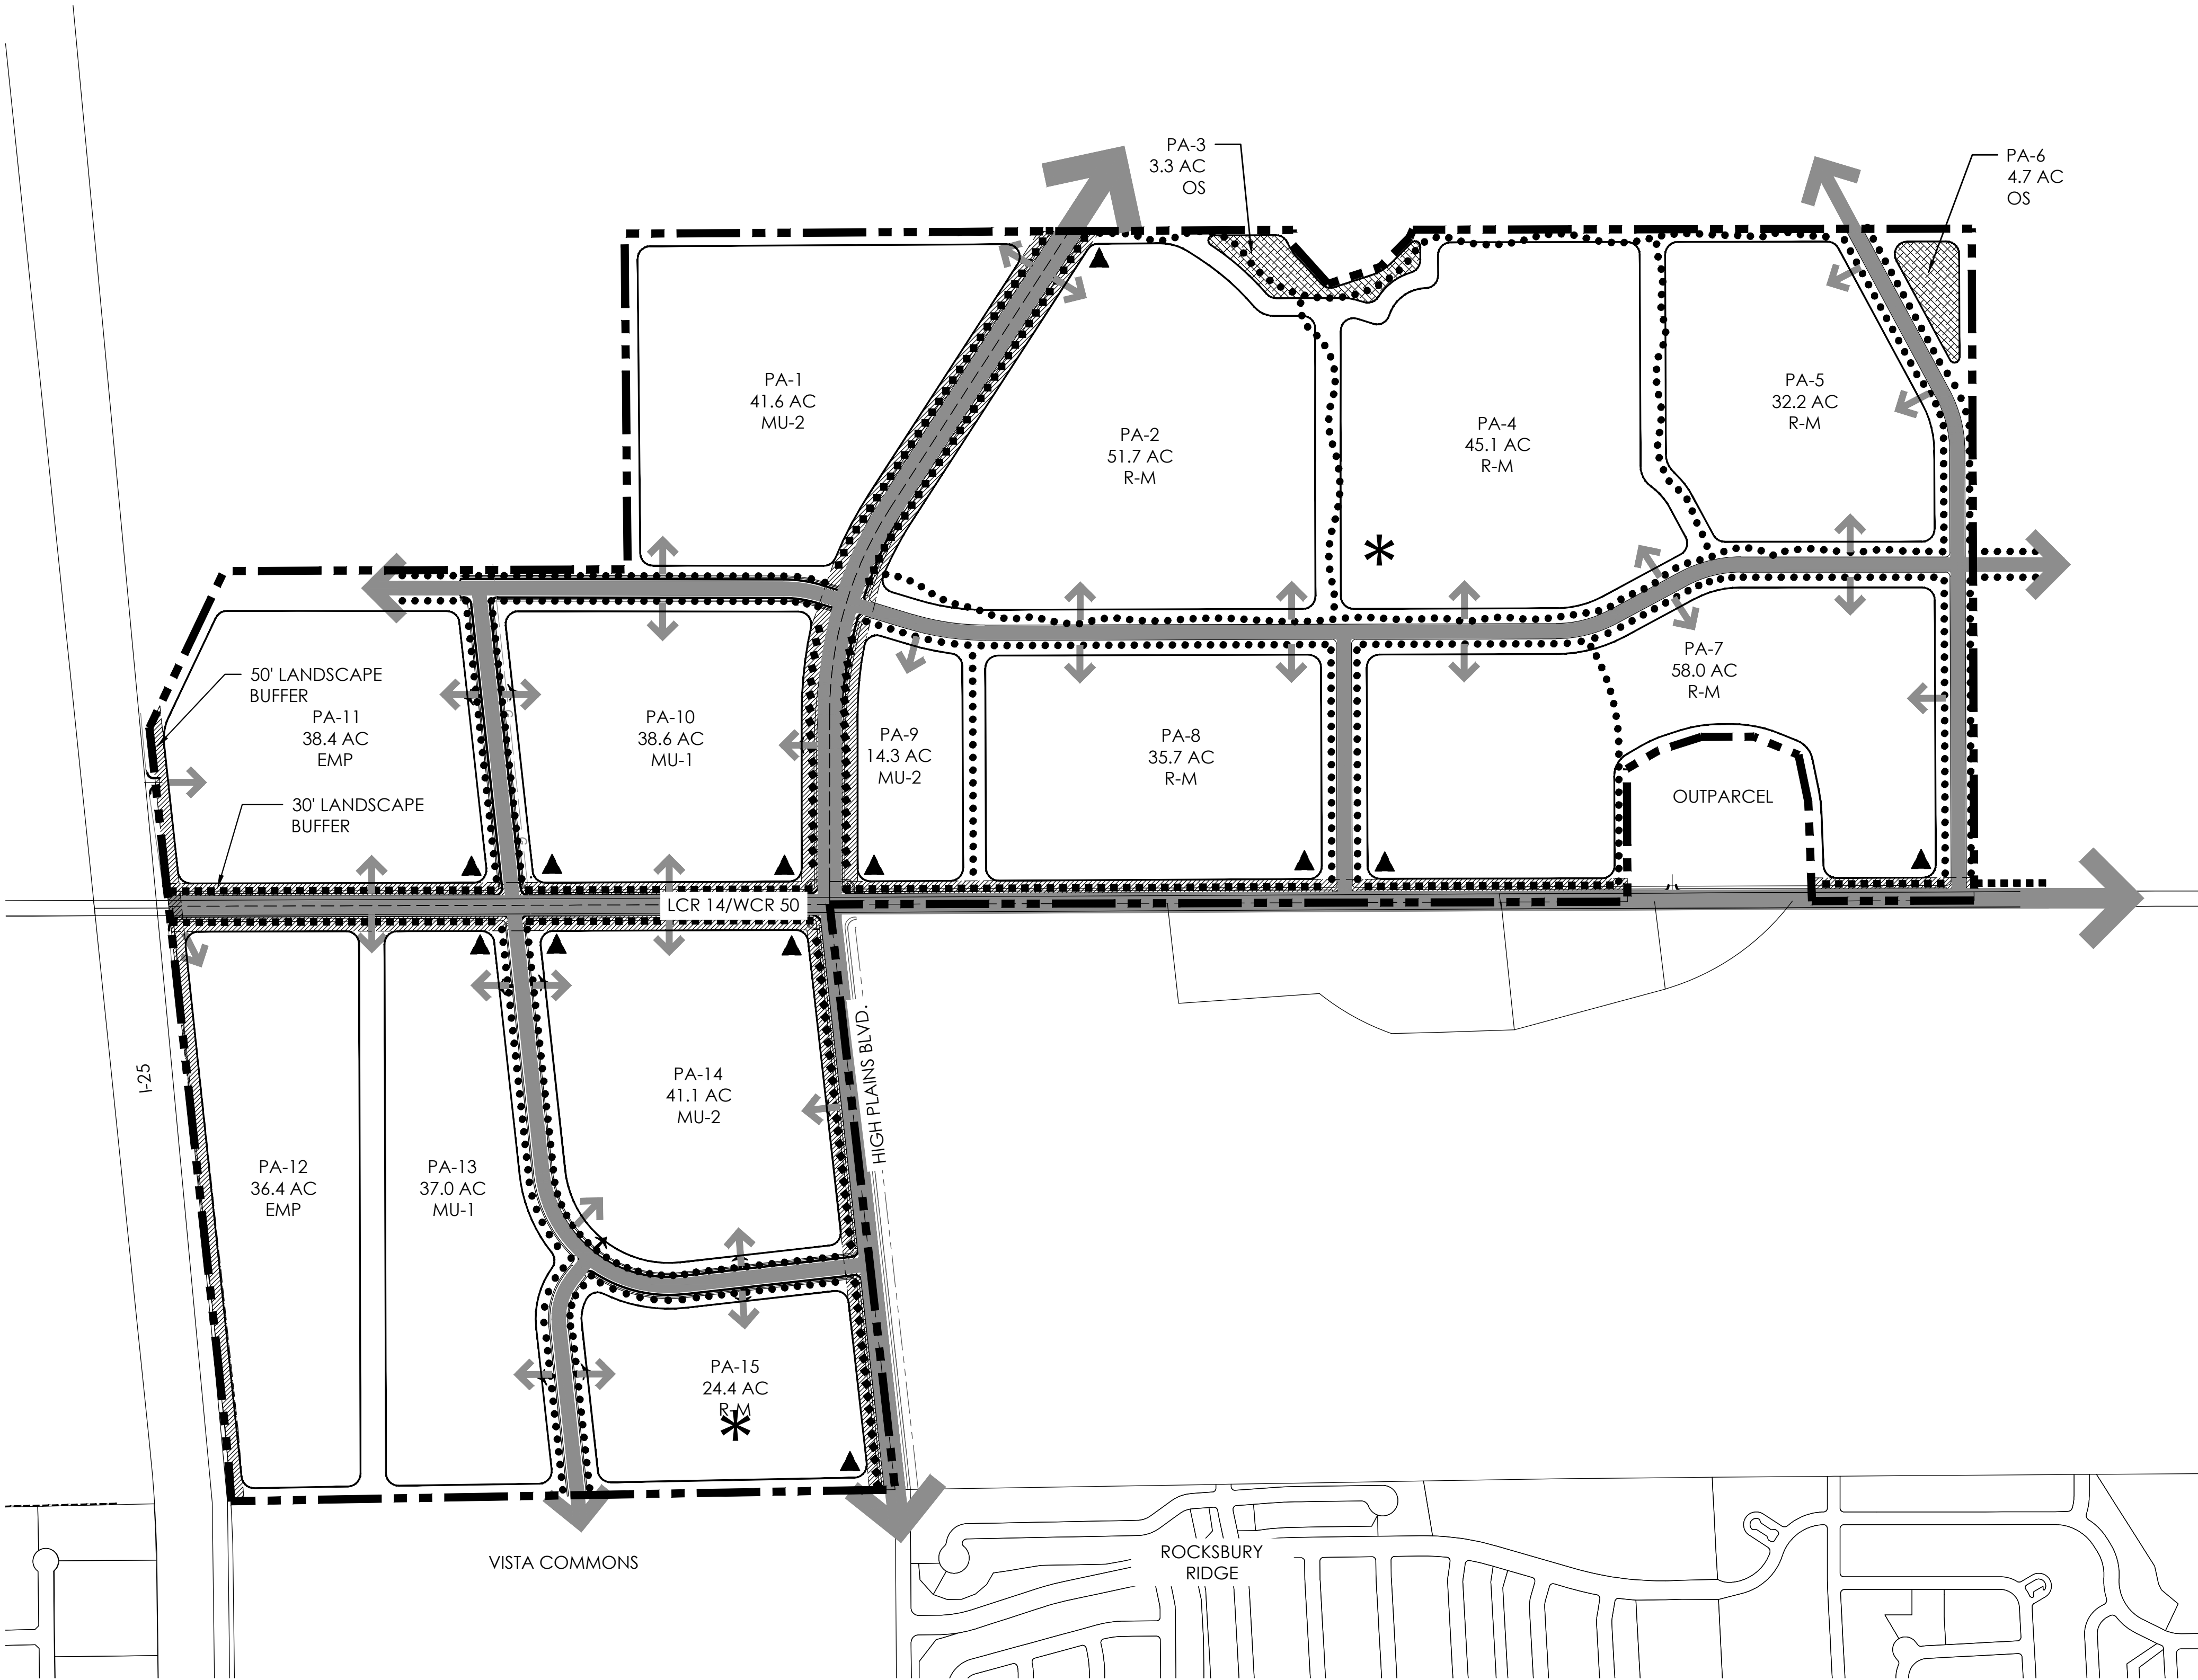 PA-3
3.3 AC
OS
PA-6
4.7 AC
OS
PA-1
41.6 AC
MU-2
PA-2
51.7 AC
R-M
PA-4
45.1 AC
R-M
PA-5
32.2 AC
R-M
50' LANDSCAPE
BUFFER
PA-11
38.4 AC
EMP
30' LANDSCAPE
BUFFER
PA-10
38.6 AC
MU-1
PA-9
14.3 AC
MU-2
PA-8
35.7 AC
R-M
PA-7
58.0 AC
R-M
OUTPARCEL
LCR 14/WCR 50
I-25
HIGH PLAINS BLVD.
PA-14
41.1 AC
MU-2
PA-12
36.4 AC
EMP
PA-13
37.0 AC
MU-1
PA-15
24.4 AC
R-M
VISTA COMMONS
ROCKSBURY
RIDGE